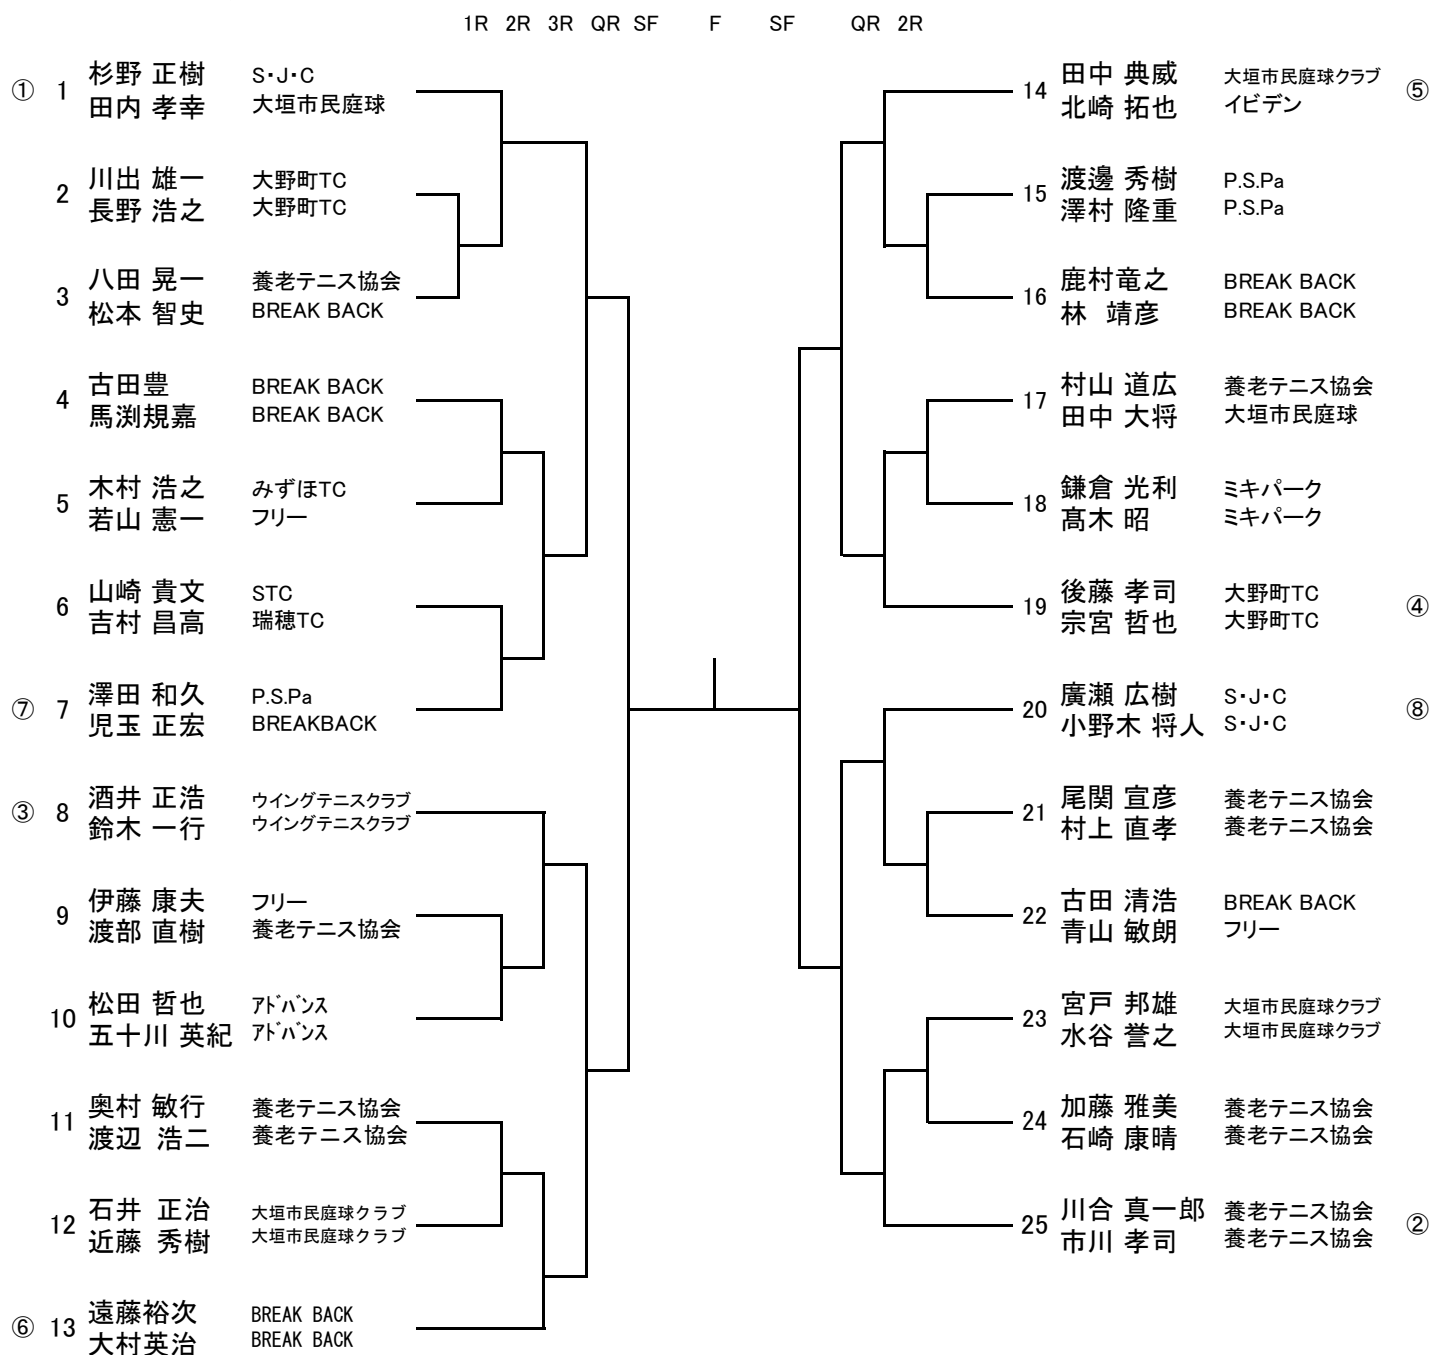 1R 2R 3R QR SF F SF QR 2R
① 1 杉野 正樹 S・J・C
田内 孝幸 大垣市民庭球
2 川出 雄一 大野町TC
長野 浩之 大野町TC
3 八田 晃一 養老テニス協会
松本 智史 BREAK BACK
4 古田豊 BREAK BACK
馬渕規嘉 BREAK BACK
5 木村 浩之 みずほTC
若山 憲一 フリー
6 山崎 貴文 STC
吉村 昌高 瑞穂TC
⑦ 7 澤田 和久 P.S.Pa
児玉 正宏 BREAKBACK
③ 8 酒井 正浩 ウイングテニスクラブ
鈴木 一行 ウイングテニスクラブ
9 伊藤 康夫 フリー
渡部 直樹 養老テニス協会
10 松田 哲也 ｱﾄﾞﾊﾞﾝｽ
五十川 英紀 ｱﾄﾞﾊﾞﾝｽ
11 奥村 敏行 養老テニス協会
渡辺 浩二 養老テニス協会
12 石井 正治 大垣市民庭球クラブ
近藤 秀樹 大垣市民庭球クラブ
⑥ 13 遠藤裕次 BREAK BACK
大村英治 BREAK BACK
14 田中 典威 大垣市民庭球クラブ ⑤
北崎 拓也 イビデン
15 渡邊 秀樹 P.S.Pa
澤村 隆重 P.S.Pa
16 鹿村竜之 BREAK BACK
林 靖彦 BREAK BACK
17 村山 道広 養老テニス協会
田中 大将 大垣市民庭球
18 鎌倉 光利 ミキパーク
髙木 昭 ミキパーク
19 後藤 孝司 大野町TC ④
宗宮 哲也 大野町TC
20 廣瀬 広樹 S・J・C ⑧
小野木 将人 S・J・C
21 尾関 宣彦 養老テニス協会
村上 直孝 養老テニス協会
22 古田 清浩 BREAK BACK
青山 敏朗 フリー
23 宮戸 邦雄 大垣市民庭球クラブ
水谷 誉之 大垣市民庭球クラブ
24 加藤 雅美 養老テニス協会
石崎 康晴 養老テニス協会
25 川合 真一郎 養老テニス協会 ②
市川 孝司 養老テニス協会